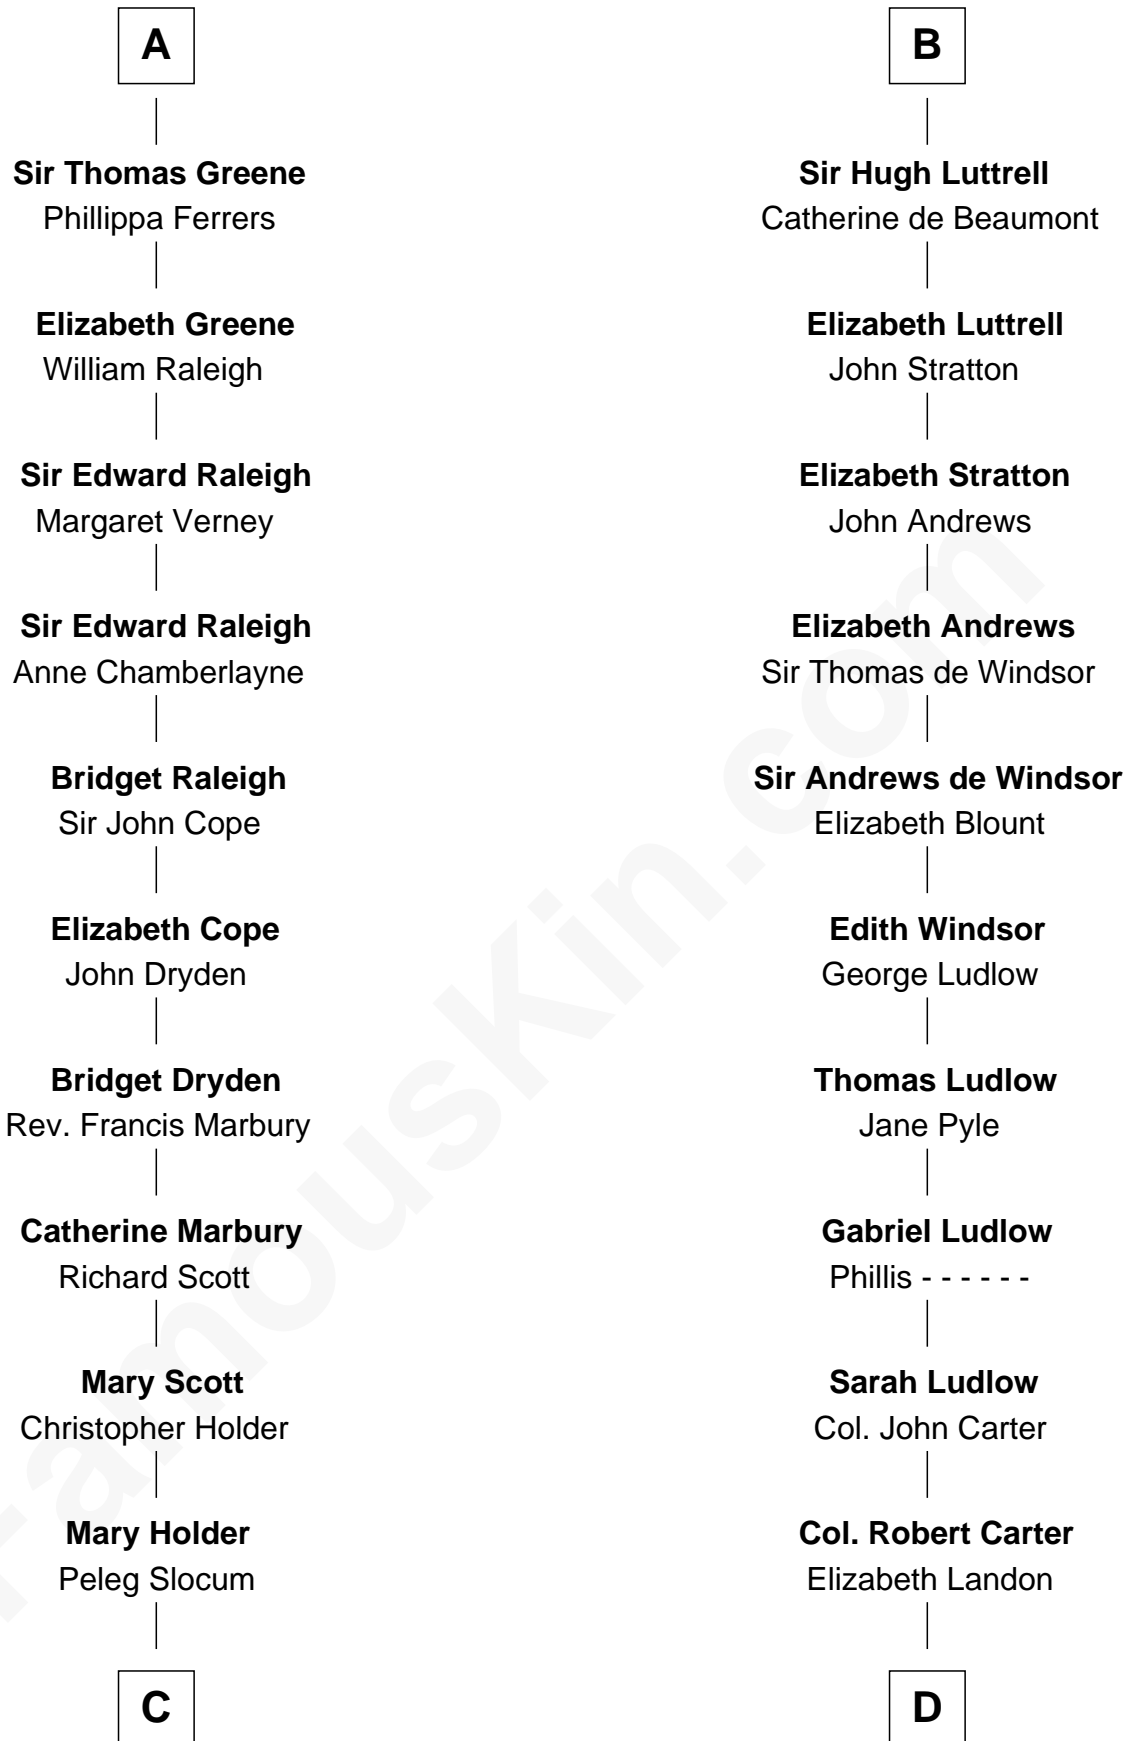 A
Sir Thomas Greene
Phillippa Ferrers
Elizabeth Greene
William Raleigh
Sir Edward Raleigh
Margaret Verney
Sir Edward Raleigh
Anne Chamberlayne
Bridget Raleigh
Sir John Cope
Elizabeth Cope
John Dryden
Bridget Dryden
Rev. Francis Marbury
Catherine Marbury
Richard Scott
Mary Scott
Christopher Holder
Mary Holder
Peleg Slocum
C
B
Sir Hugh Luttrell
Catherine de Beaumont
Elizabeth Luttrell
John Stratton
Elizabeth Stratton
John Andrews
Elizabeth Andrews
Sir Thomas de Windsor
Sir Andrews de Windsor
Elizabeth Blount
Edith Windsor
George Ludlow
Thomas Ludlow
Jane Pyle
Gabriel Ludlow
Phillis - - - - - -
Sarah Ludlow
Col. John Carter
Col. Robert Carter
Elizabeth Landon
D
FamousKin.com